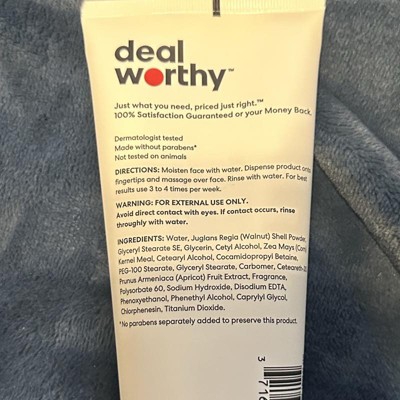 deal
worthy™
Just what you need, priced just right.℠
100% Satisfaction Guaranteed or your Money Back.
Dermatologist tested
Made without parabens*
Not tested on animals
DIRECTIONS: Moisten face with water. Dispense product onto
fingertips and massage over face. Rinse with water. For best
results use 3 to 4 times per week.
WARNING: FOR EXTERNAL USE ONLY.
Avoid direct contact with eyes. If contact occurs, rinse
thoroughly with water.
INGREDIENTS: Water, Juglans Regia (Walnut) Shell Powder,
Glyceryl Stearate SE, Glycerin, Cetyl Alcohol, Zea Mays (Corn)
Kernel Meal, Cetearyl Alcohol, Cocamidopropyl Betaine,
PEG-100 Stearate, Glyceryl Stearate, Carbomer,
Prunus Armeniaca (Apricot) Fruit Extract, Fragrance,
Polysorbate 60, Sodium Hydroxide, Disodium EDTA,
Phenoxyethanol, Phenethyl Alcohol, Caprylyl Glycol,
Chlorphenesin, Titanium Dioxide.
*No parabens separately added to preserve this product.
3 716